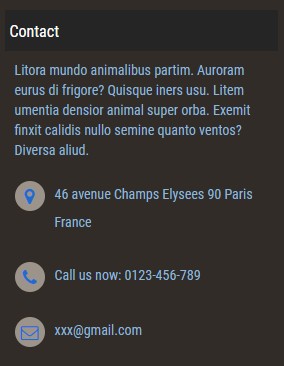 Contact
Litora mundo animalibus partim. Auroram
eurus di frigore? Quisque iners usu. Litem
umentia densior animal super orba. Exemit
finxit calidis nullo semine quanto ventos?
Diversa aliud.
46 avenue Champs Elysees 90 Paris
France
Call us now: 0123-456-789
xxx@gmail.com